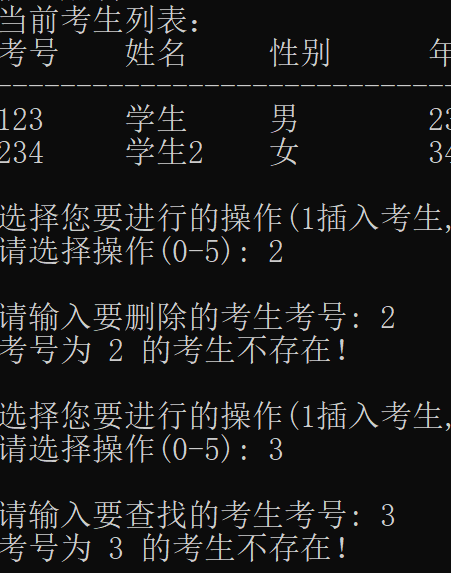 当前考生列表:
考号 姓名 性别 年
123 学生 男 23
234 学生2 女 34
选择您要进行的操作(1插入考生,
请选择操作(0-5): 2
请输入要删除的考生考号: 2
考号为 2 的考生不存在!
选择您要进行的操作(1插入考生,
请选择操作(0-5): 3
请输入要查找的考生考号: 3
考号为 3 的考生不存在!